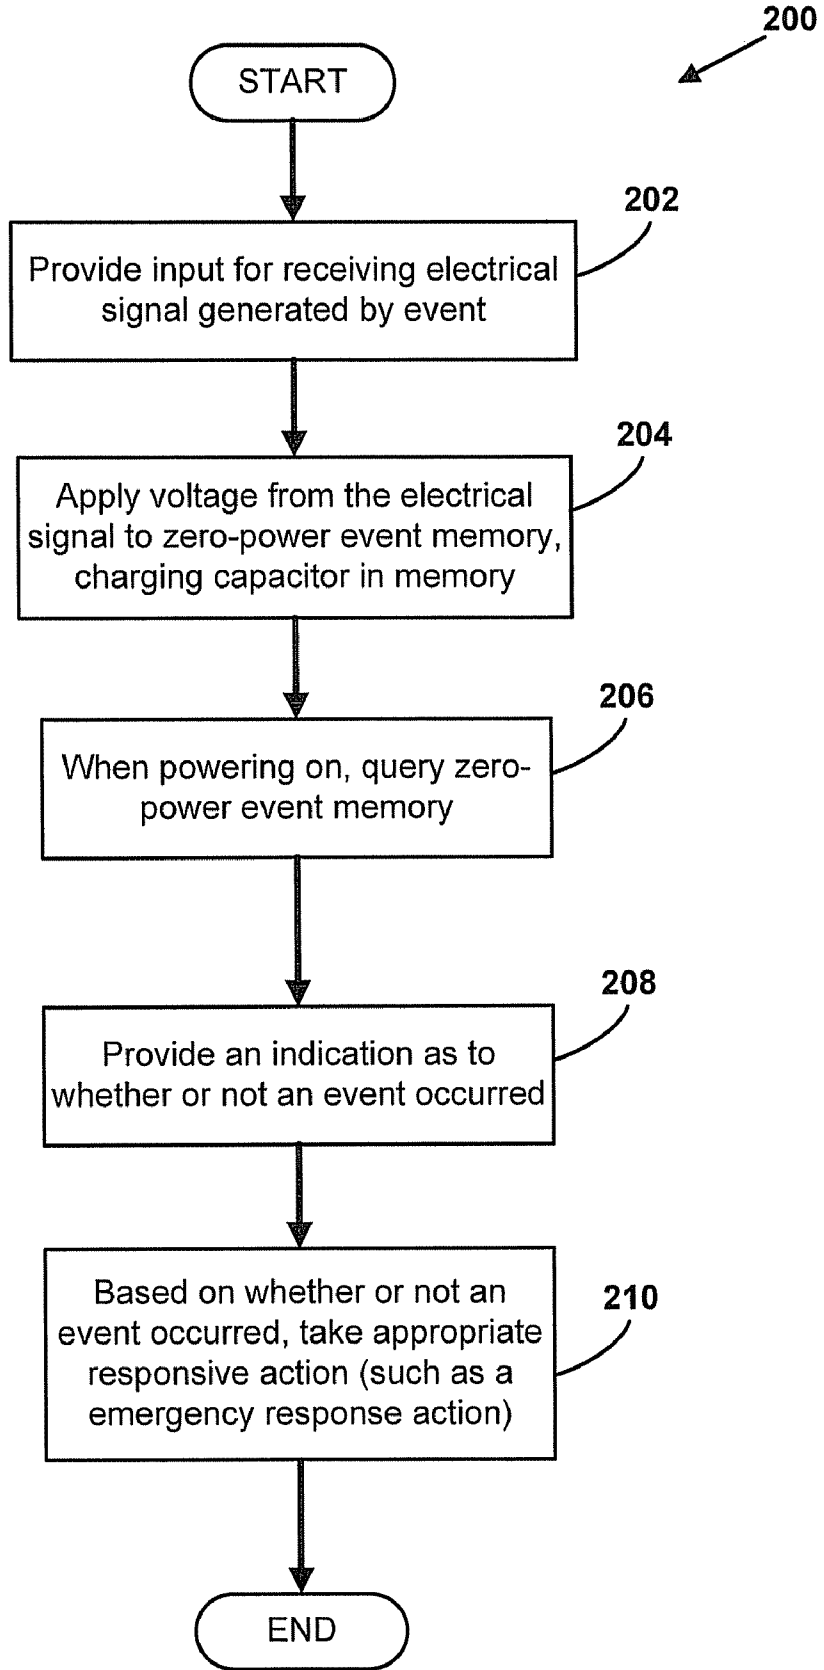 200
START
202
Provide input for receiving electrical
signal generated by event
204
Apply voltage from the electrical
signal to zero-power event memory,
charging capacitor in memory
206
When powering on, query zero-
power event memory
208
Provide an indication as to
whether or not an event occurred
210
Based on whether or not an
event occurred, take appropriate
responsive action (such as a
emergency response action)
END